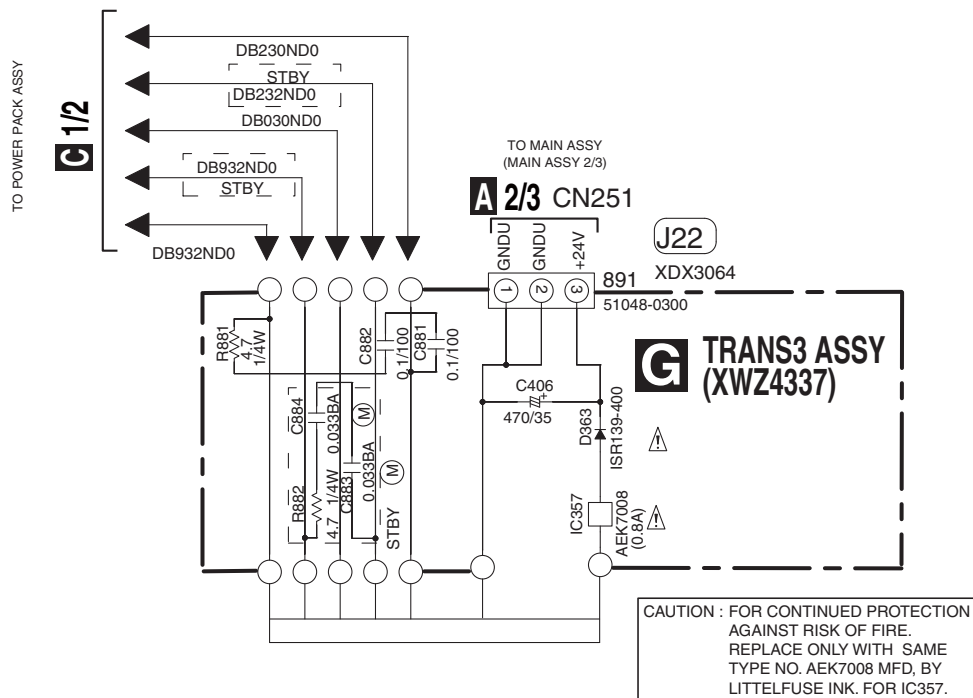 TO POWER PACK ASSY
C 1/2
DB230ND0
STBY
DB232ND0
DB030ND0
DB932ND0
STBY
DB932ND0
TO MAIN ASSY
(MAIN ASSY 2/3)
A 2/3 CN251
GNDU
GNDU
+24V
1
2
3
891
51048-0300
J22
XDX3064
G TRANS3 ASSY
(XWZ4337)
R881
4.7
1/4W
C882
0.1/100
C881
0.1/100
C884
0.033BA
M
C883
0.033BA
M
R882
4.7 1/4W
STBY
C406
+
470/35
D363
ISR139-400
!
IC357
AEK7008
(0.8A)
!
CAUTION : FOR CONTINUED PROTECTION
AGAINST RISK OF FIRE.
REPLACE ONLY WITH SAME
TYPE NO. AEK7008 MFD, BY
LITTELFUSE INK. FOR IC357.